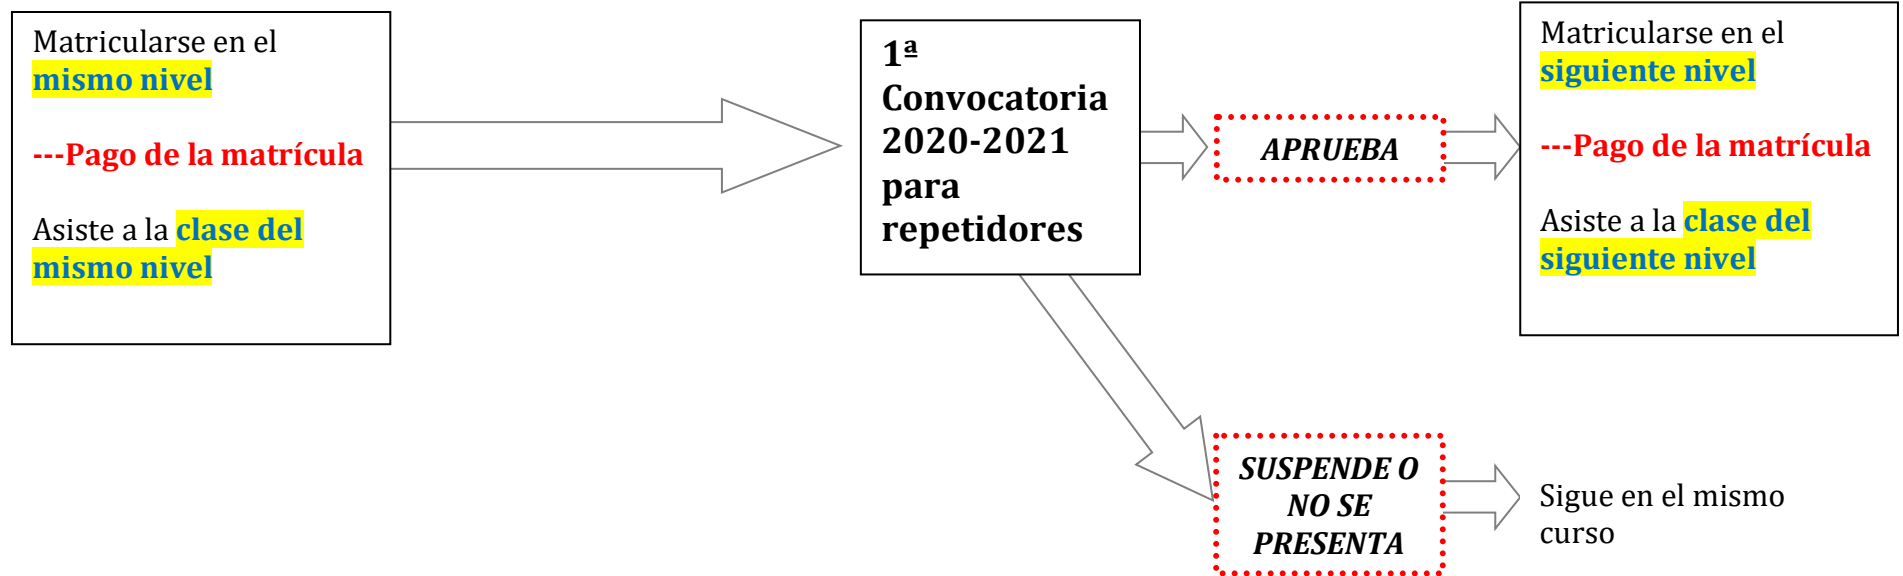 Matricularse en el
mismo nivel
---Pago de la matrícula
Asiste a la clase del
mismo nivel
1ª
Convocatoria
2020-2021
para
repetidores
APRUEBA
Matricularse en el
siguiente nivel
---Pago de la matrícula
Asiste a la clase del
siguiente nivel
SUSPENDE O
NO SE
PRESENTA
Sigue en el mismo
curso